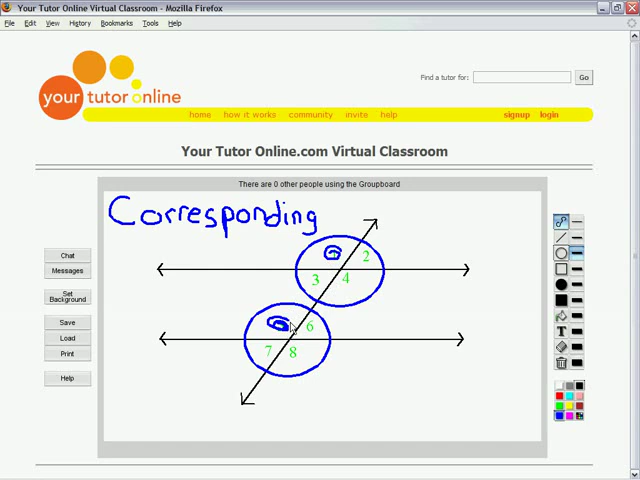 Your Tutor Online Virtual Classroom - Mozilla Firefox
File Edit View History Bookmarks Tools Help
your tutor online
Find a tutor for: Go
home how it works community invite help signup login
Your Tutor Online.com Virtual Classroom
There are 0 other people using the Groupboard
Corresponding
2
3 4
6
7 8
Chat
Messages
Set
Background
Save
Load
Print
Help
T